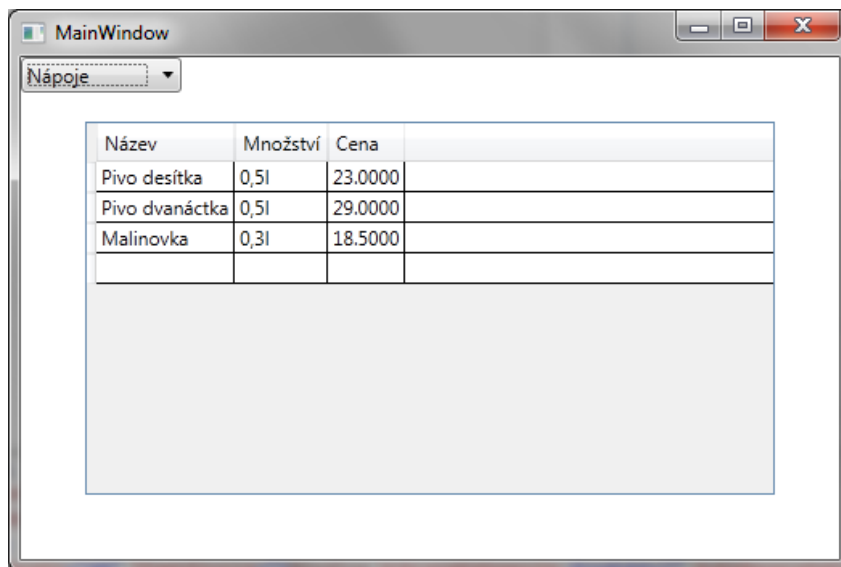 MainWindow
Nápoje
Název Množství Cena
Pivo desítka 0,5l 23.0000
Pivo dvanáctka 0,5l 29.0000
Malinovka 0,3l 18.5000